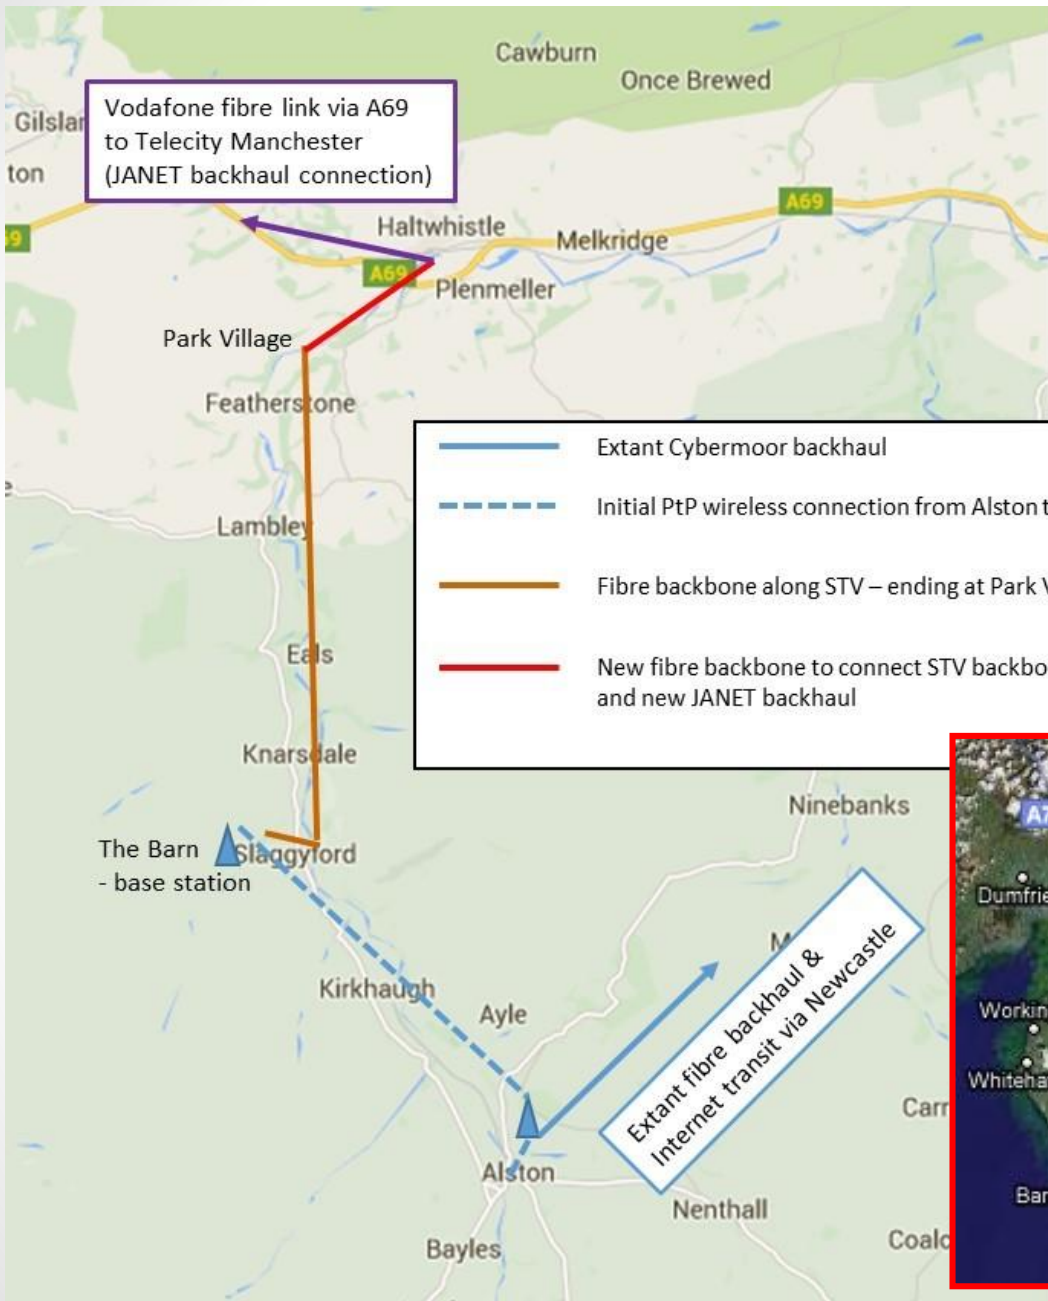 Cawburn
Once Brewed
Vodafone fibre link via A69
to Telecity Manchester
(JANET backhaul connection)
Gilslan
ton
A69
Haltwhistle
Melkridge
69
A69
Plenmeller
Park Village
Featherstone
Extant Cybermoor backhaul
Initial PtP wireless connection from Alston t
Lambley
Fibre backbone along STV – ending at Park V
Eals
New fibre backbone to connect STV backbo
and new JANET backhaul
Knarsdale
Ninebanks
A7
The Barn
- base station
Slaggyford
Dumfrie
Extant fibre backhaul &
Internet transit via Newcastle
Kirkhaugh
Ayle
Workin
Whiteha
Carr
Alston
Nenthall
Bar
Bayles
Coalc